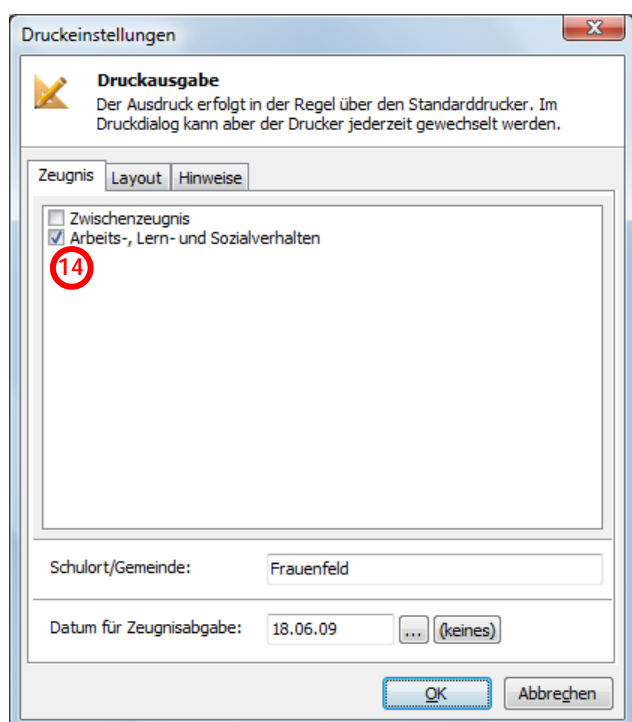 Druckeinstellungen
Druckausgabe
Der Ausdruck erfolgt in der Regel über den Standarddrucker. Im
Druckdialog kann aber der Drucker jederzeit gewechselt werden.
Zeugnis Layout Hinweise
Zwischenzeugnis
Arbeits-, Lern- und Sozialverhalten
14
Schulort/Gemeinde: Frauenfeld
Datum für Zeugnisabgabe: 18.06.09 ... (keines)
OK Abbrechen